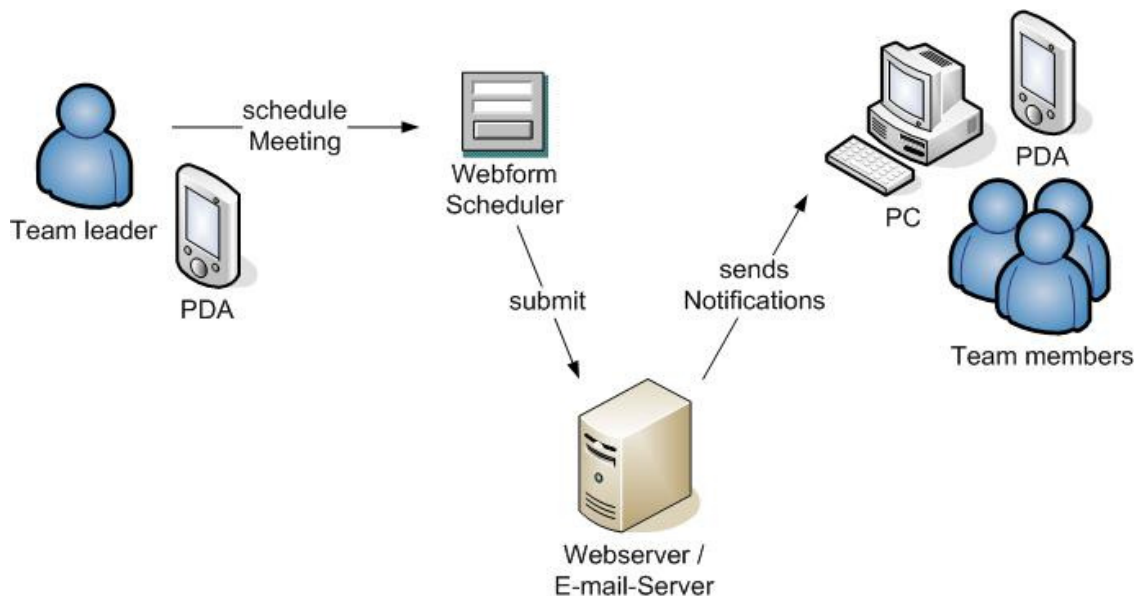 Team leader
PDA
schedule
Meeting
Webform
Scheduler
submit
Webserver /
E-mail-Server
sends
Notifications
PC
PDA
Team members